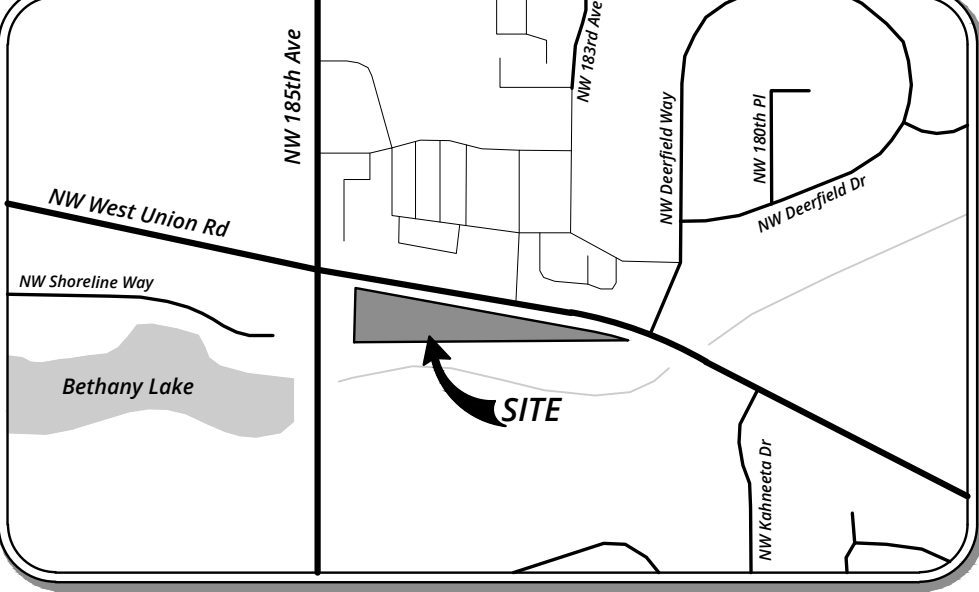 NW 185th Ave
NW 183rd Ave
NW Deerfield Way
NW 180th Pl
NW Deerfield Dr
NW West Union Rd
NW Shoreline Way
Bethany Lake
SITE
NW Kahneeta Dr